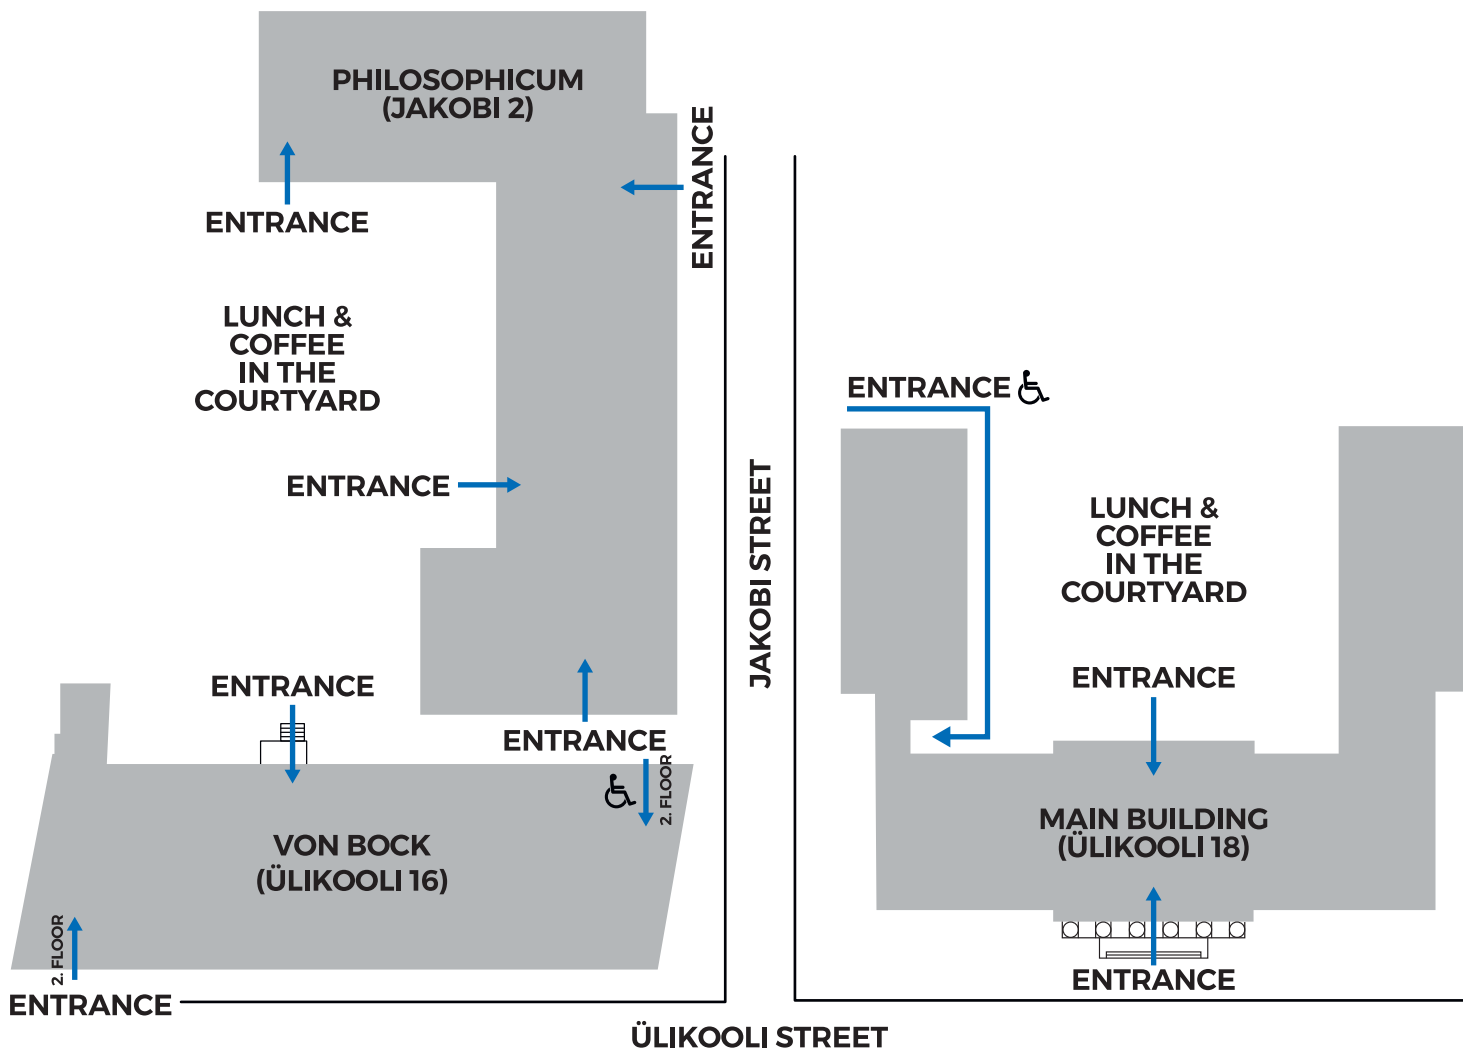 PHILOSOPHICUM
(JAKOBI 2)
ENTRANCE
ENTRANCE
LUNCH &
COFFEE
IN THE
COURTYARD
ENTRANCE
ENTRANCE
ENTRANCE
2. FLOOR
VON BOCK
(ÜLIKOOLI 16)
2. FLOOR
ENTRANCE
JAKOBI STREET
ENTRANCE
LUNCH &
COFFEE
IN THE
COURTYARD
ENTRANCE
MAIN BUILDING
(ÜLIKOOLI 18)
ENTRANCE
ÜLIKOOLI STREET